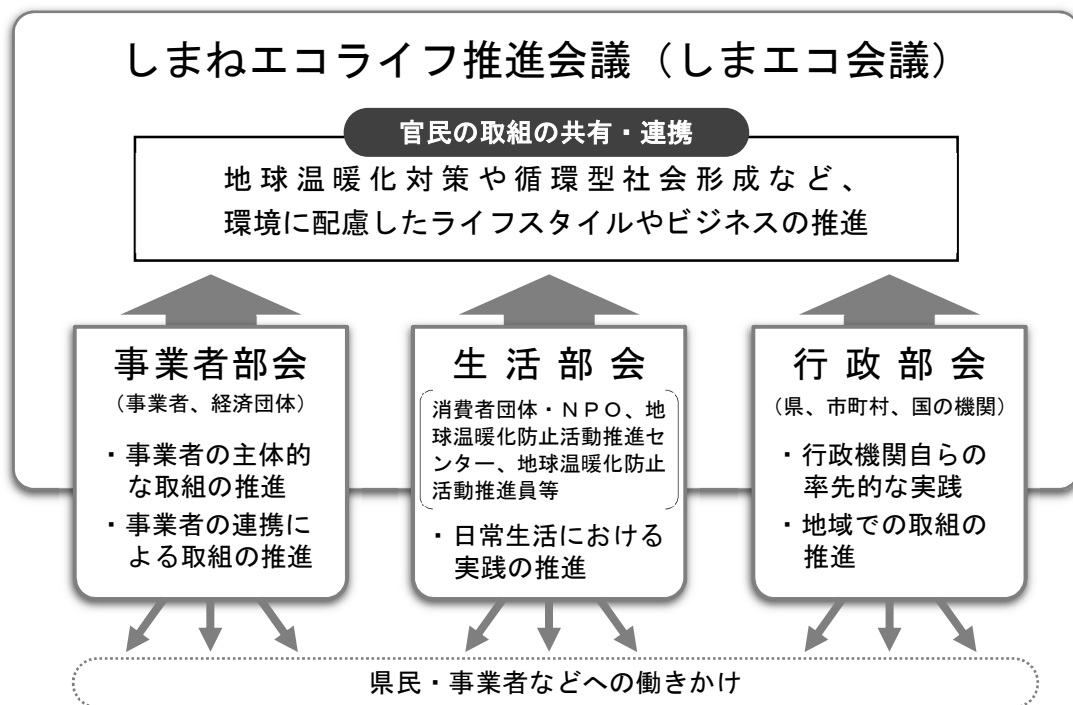 しまねエコライフ推進会議（しまエコ会議）
官民の取組の共有・連携
地球温暖化対策や循環型社会形成など、
環境に配慮したライフスタイルやビジネスの推進
事業者部会
（事業者、経済団体）
・事業者の主体的
な取組の推進
・事業者の連携に
よる取組の推進
生活部会
消費者団体・ＮＰＯ、地
球温暖化防止活動推進セ
ンター、地球温暖化防止
活動推進員等
・日常生活における
実践の推進
行政部会
（県、市町村、国の機関）
・行政機関自らの
率先的な実践
・地域での取組の
推進
県民・事業者などへの働きかけ